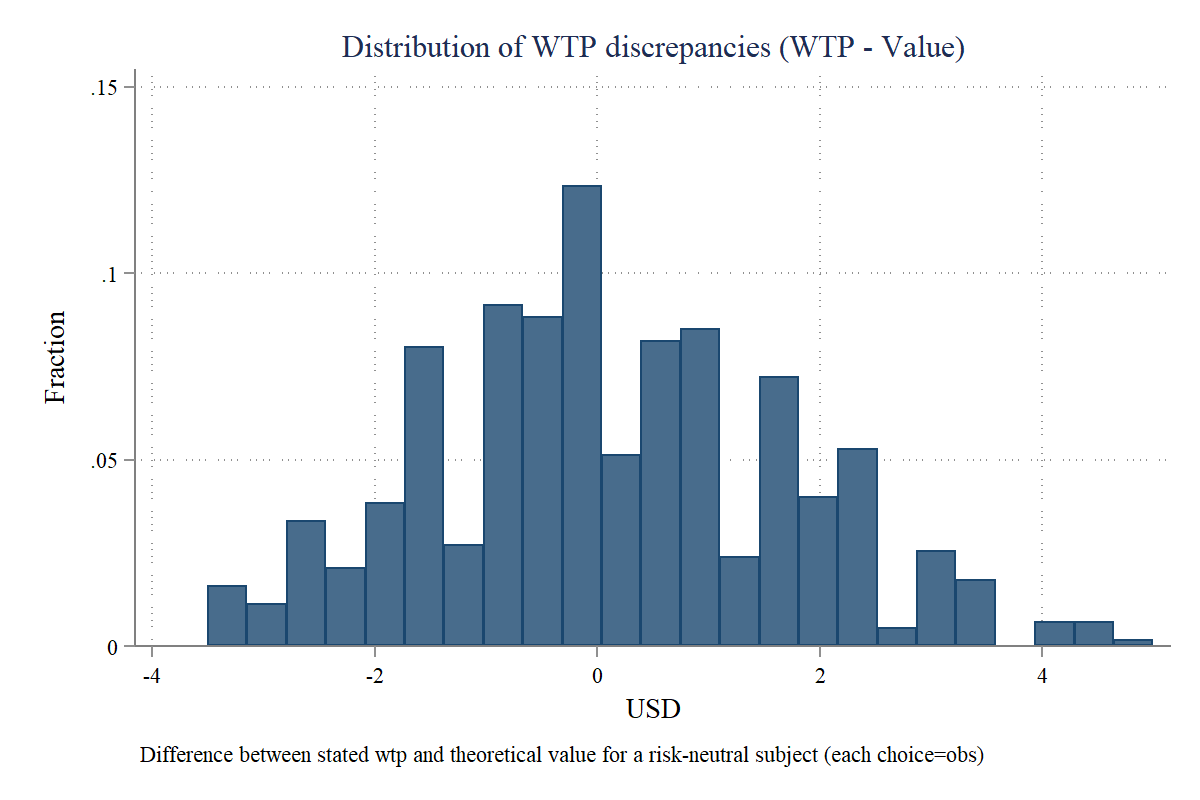 Distribution of WTP discrepancies (WTP - Value)
.15
.1
.05
0
Fraction
-4
-2
0
2
4
USD
Difference between stated wtp and theoretical value for a risk-neutral subject (each choice=obs)